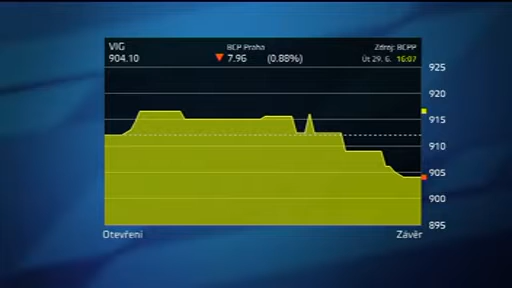 VIG BCP Praha Zdroj: BCPP
904.10 7.96 (0.88%) Út 29. 6. 16:07
925
920
915
910
905
900
895
Otevření Závěr